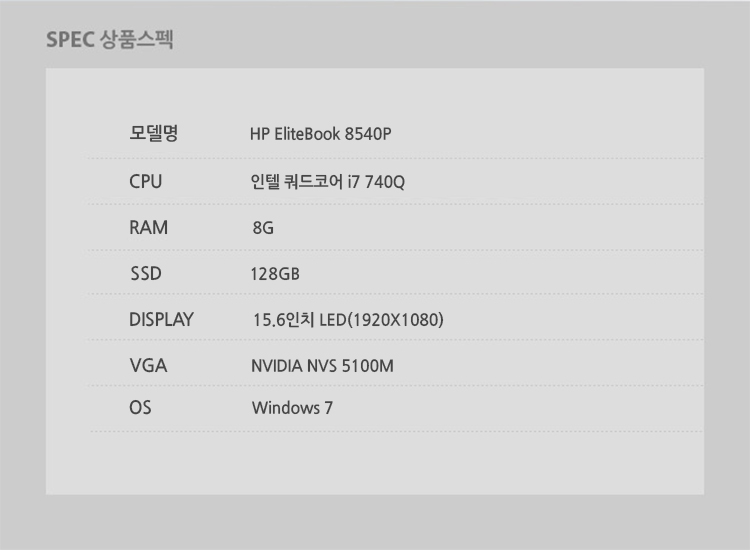 SPEC 상품스펙
모델명 HP EliteBook 8540P
CPU 인텔 쿼드코어 i7 740Q
RAM 8G
SSD 128GB
DISPLAY 15.6인치 LED(1920X1080)
VGA NVIDIA NVS 5100M
OS Windows 7